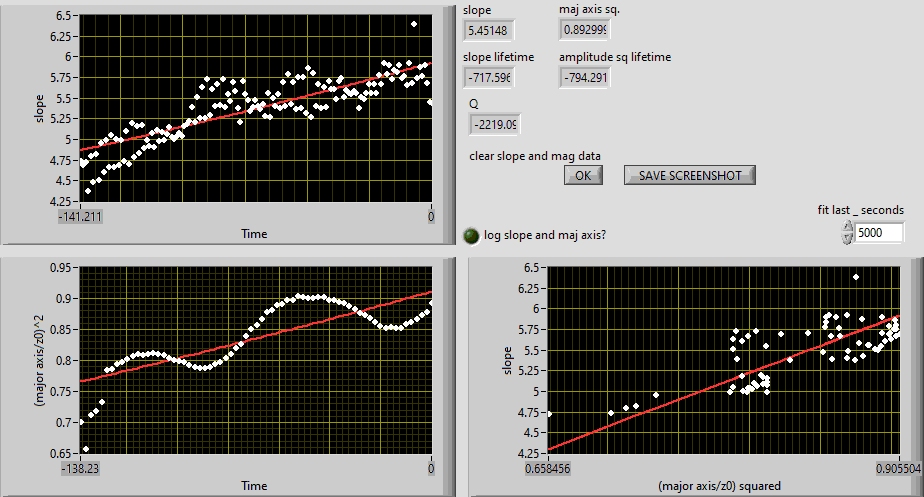 slope
maj axis sq.
5.45148
0.892999
slope lifetime
amplitude sq lifetime
-717.596
-794.291
Q
-2219.09
clear slope and mag data
OK
SAVE SCREENSHOT
fit last _ seconds
log slope and maj axis?
5000
6.5
6
5.75
5.5
5.25
5
4.75
4.5
4.25
slope
-141.211
0
Time
0.95
0.9
0.85
0.8
0.75
0.7
0.65
(major axis/z0)^2
-138.23
0
Time
6.5
6.25
6
5.75
5.5
5.25
5
4.75
4.5
4.25
slope
0.658456
0.905504
(major axis/z0) squared